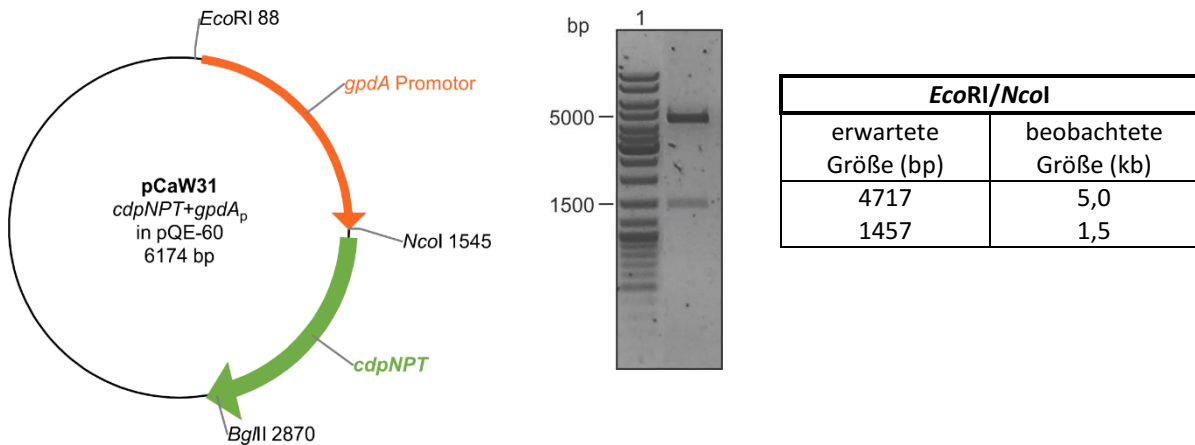 EcoRI 88
gpdA Promotor
pCaW31
cdpNPT+gpdAp
in pQE-60
6174 bp
NcoI 1545
cdpNPT
BglII 2870
bp
1
5000
1500
EcoRI/NcoI
erwartete Größe (bp)
beobachtete Größe (kb)
4717
5,0
1457
1,5